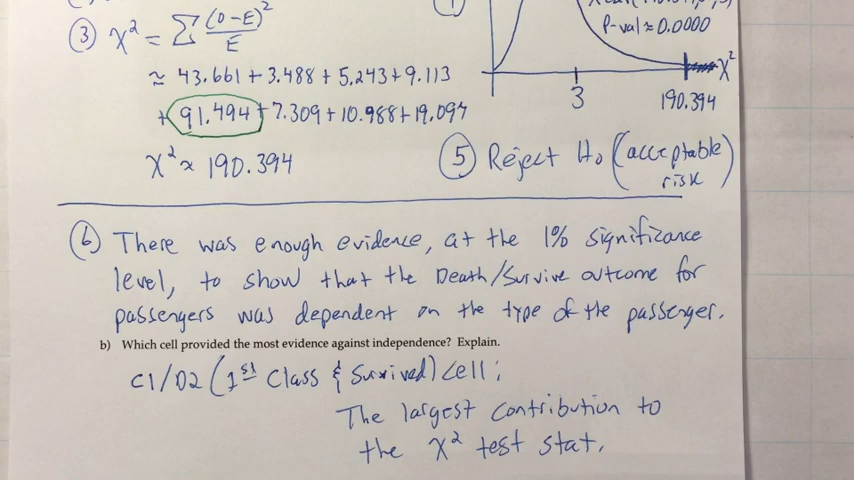 ③ χ² = Σ (O-E)²/E
≈ 43.661 + 3.488 + 5.243 + 9.113
+ 91.494 + 7.309 + 10.988 + 19.097
χ² ≈ 190.394
P-val ≈ 0.0000
χ²
3
190.394
⑤ Reject H₀ (acceptable
risk)
⑥ There was enough evidence, at the 1% significance
level, to show that the Death/Survive outcome for
passengers was dependent on the type of the passenger.
b) Which cell provided the most evidence against independence? Explain.
C1/D2 (1st Class & Survived) Cell;
The largest contribution to
the χ² test stat.